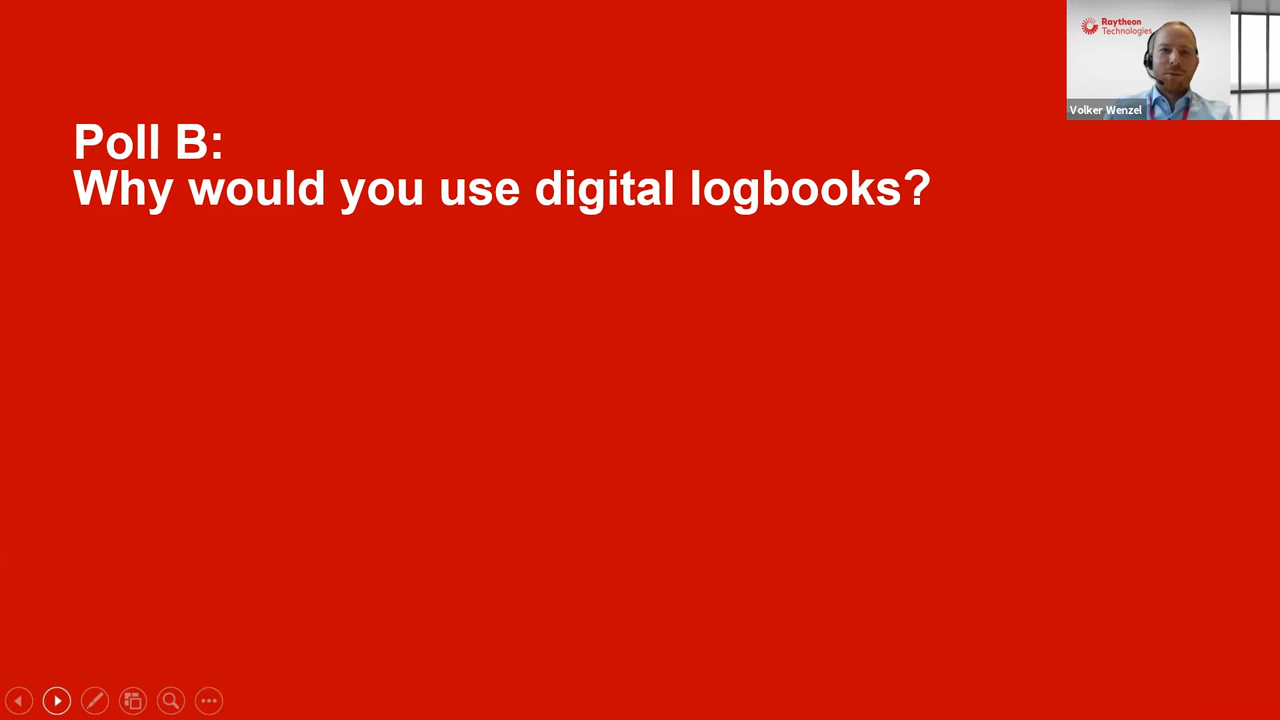 Poll B:
Why would you use digital logbooks?
Raytheon
Technologies
Volker Wenzel